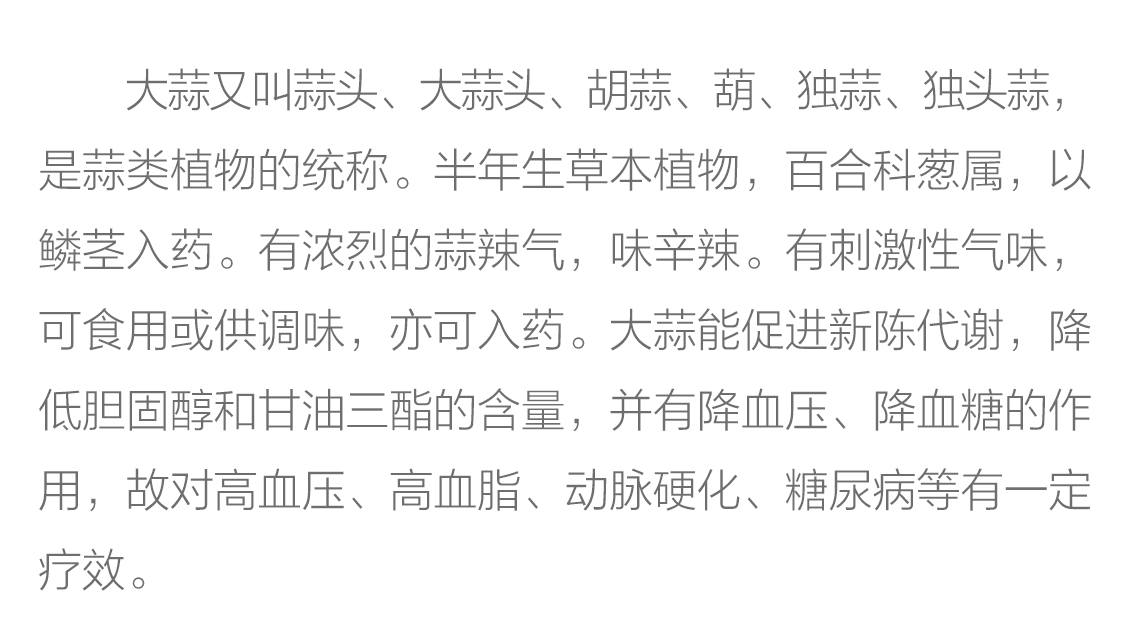 大蒜又叫蒜头、大蒜头、胡蒜、葫、独蒜、独头蒜，
是蒜类植物的统称。半年生草本植物，百合科葱属，以
鳞茎入药。有浓烈的蒜辣气，味辛辣。有刺激性气味，
可食用或供调味，亦可入药。大蒜能促进新陈代谢，降
低胆固醇和甘油三酯的含量，并有降血压、降血糖的作
用，故对高血压、高血脂、动脉硬化、糖尿病等有一定
疗效。